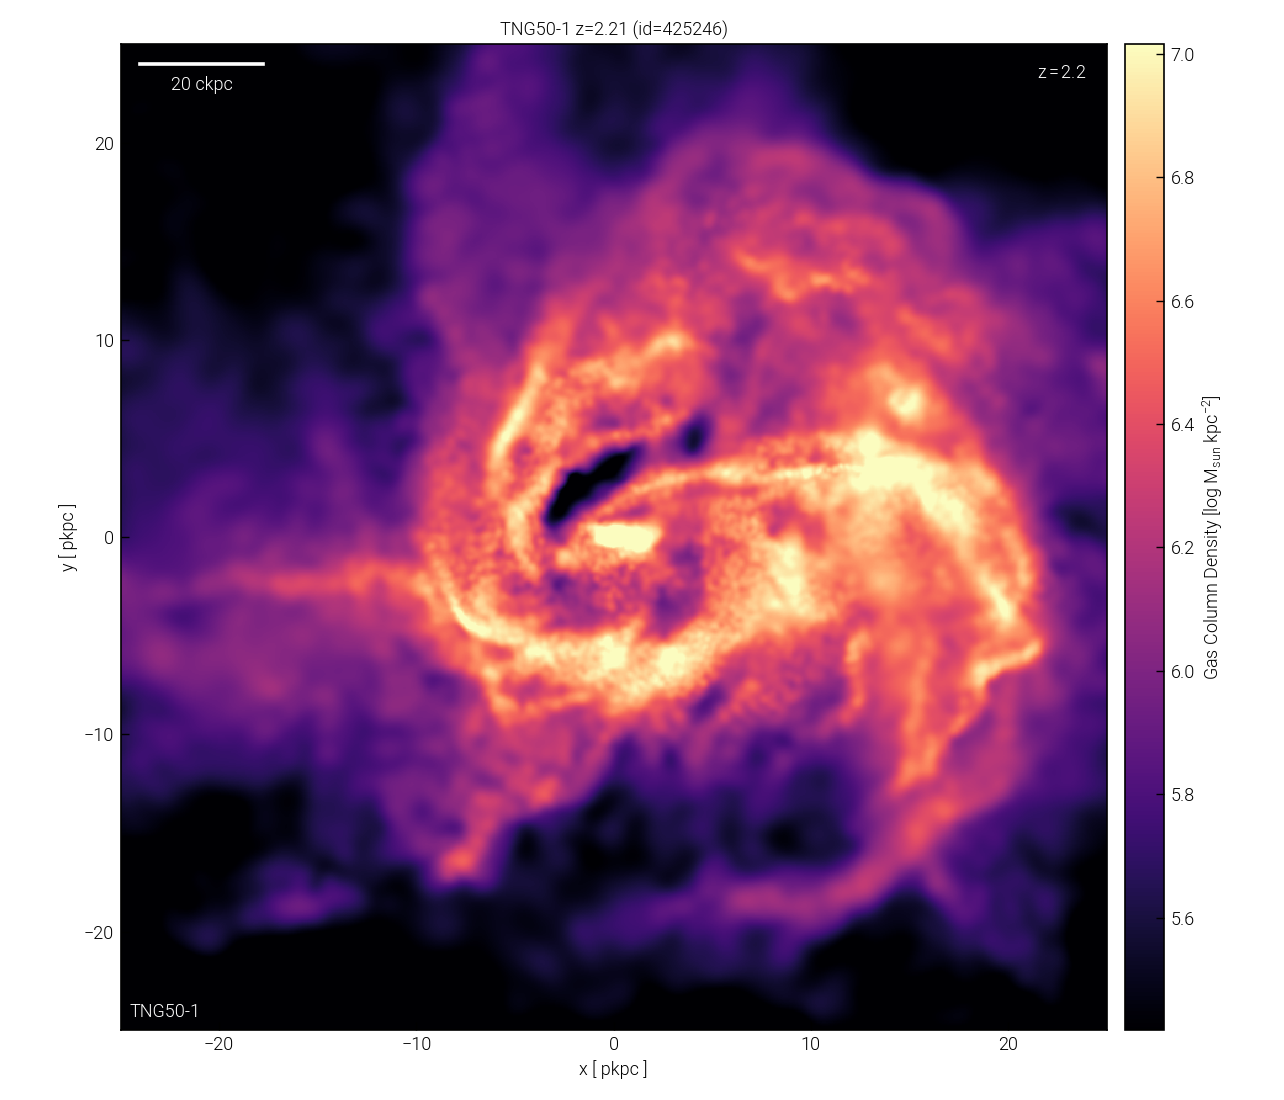 TNG50-1 z=2.21 (id=425246)
20 ckpc
z=2.2
TNG50-1
20
10
0
−10
−20
y [ pkpc ]
−20
−10
0
10
20
x [ pkpc ]
7.0
6.8
6.6
6.4
6.2
6.0
5.8
5.6
Gas Column Density [log M_sun kpc^−2]